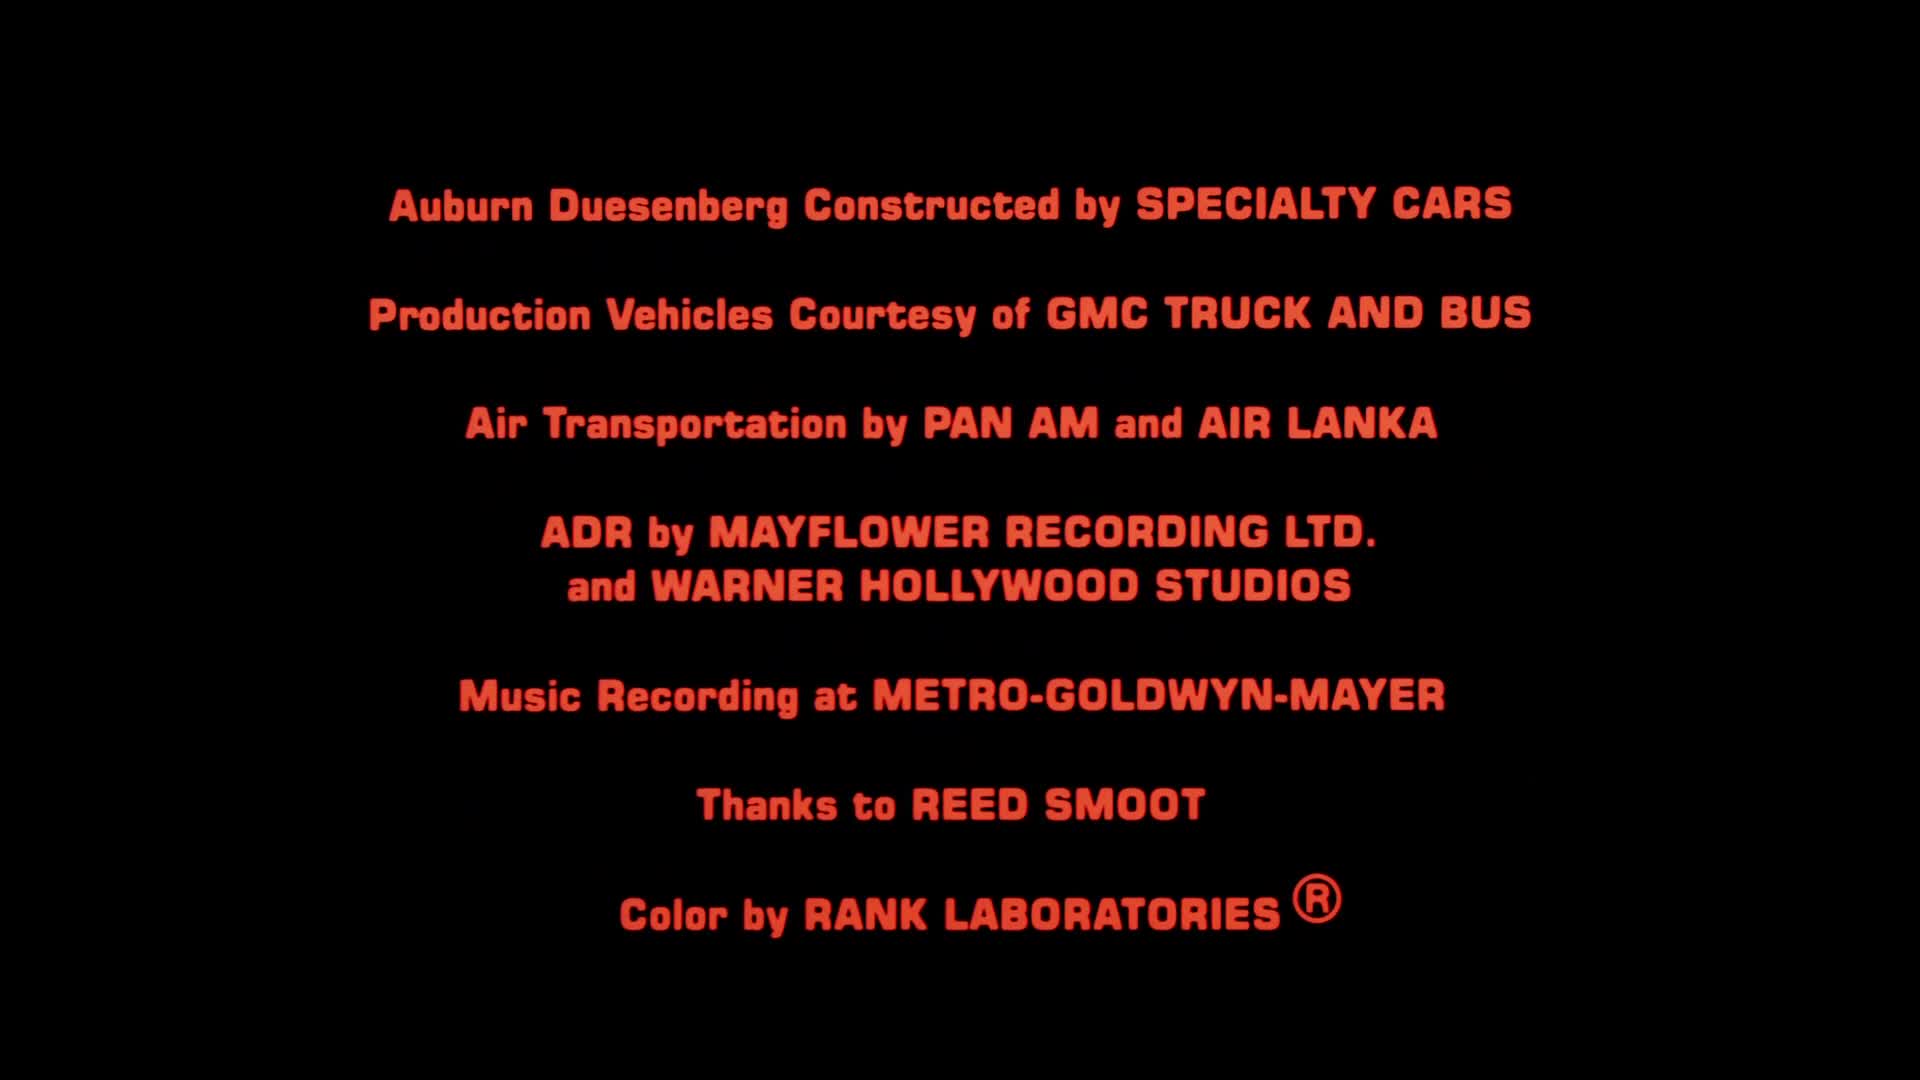 Auburn Duesenberg Constructed by SPECIALTY CARS
Production Vehicles Courtesy of GMC TRUCK AND BUS
Air Transportation by PAN AM and AIR LANKA
ADR by MAYFLOWER RECORDING LTD.
and WARNER HOLLYWOOD STUDIOS
Music Recording at METRO-GOLDWYN-MAYER
Thanks to REED SMOOT
Color by RANK LABORATORIES ®